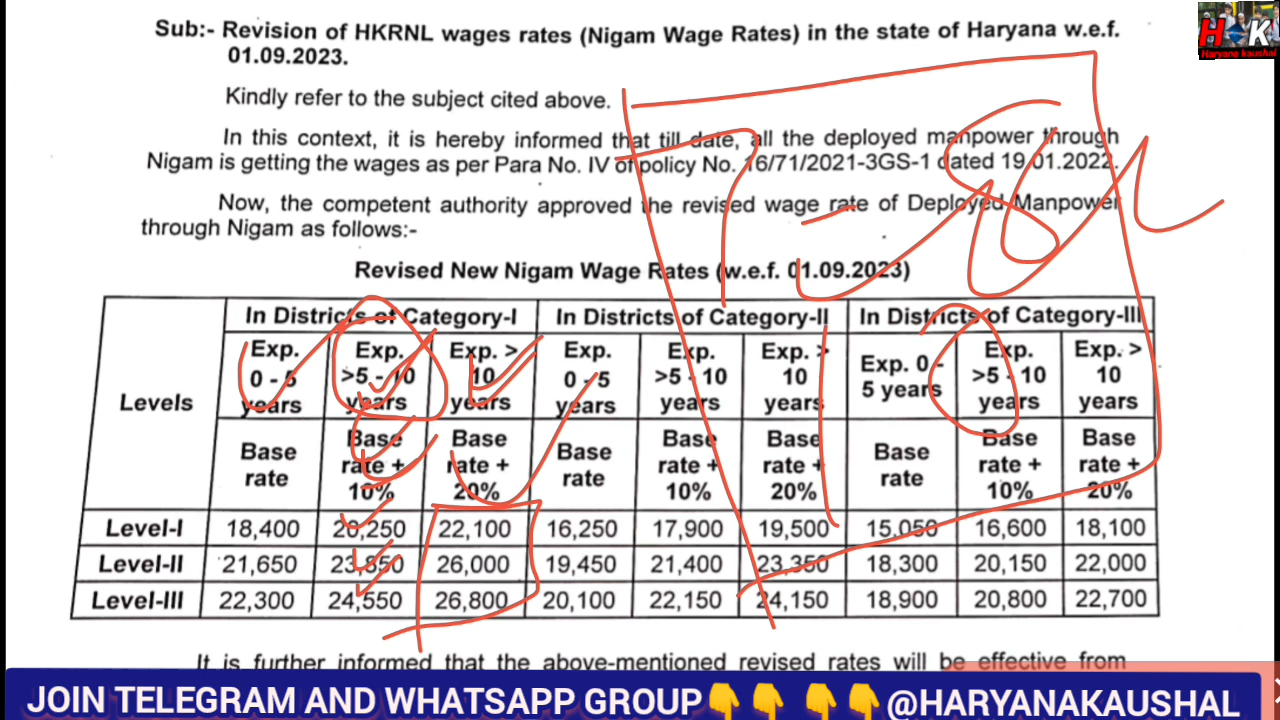 H K
Haryana kaushal
Sub:- Revision of HKRNL wages rates (Nigam Wage Rates) in the state of Haryana w.e.f.
01.09.2023.
Kindly refer to the subject cited above.
In this context, it is hereby informed that till date, all the deployed manpower through
Nigam is getting the wages as per Para No. IV of policy No. 16/71/2021-3GS-1 dated 19.01.2022.
Now, the competent authority approved the revised wage rate of Deployed Manpower
through Nigam as follows:-
Revised New Nigam Wage Rates (w.e.f. 01.09.2023)
Levels | In Districts of Category-I | In Districts of Category-II | In Districts of Category-III
Exp. 0 - 5 years | Exp. >5 - 10 years | Exp. > 10 years | Exp. 0 - 5 years | Exp. >5 - 10 years | Exp. > 10 years | Exp. 0 - 5 years | Exp. >5 - 10 years | Exp. > 10 years
Base rate | Base rate + 10% | Base rate + 20% | Base rate | Base rate + 10% | Base rate + 20% | Base rate | Base rate + 10% | Base rate + 20%
Level-I | 18,400 | 20,250 | 22,100 | 16,250 | 17,900 | 19,500 | 15,050 | 16,600 | 18,100
Level-II | 21,650 | 23,850 | 26,000 | 19,450 | 21,400 | 23,350 | 18,300 | 20,150 | 22,000
Level-III | 22,300 | 24,550 | 26,800 | 20,100 | 22,150 | 24,150 | 18,900 | 20,800 | 22,700
It is further informed that the above-mentioned revised rates will be effective from
JOIN TELEGRAM AND WHATSAPP GROUP👇👇 👇👇@HARYANAKAUSHAL